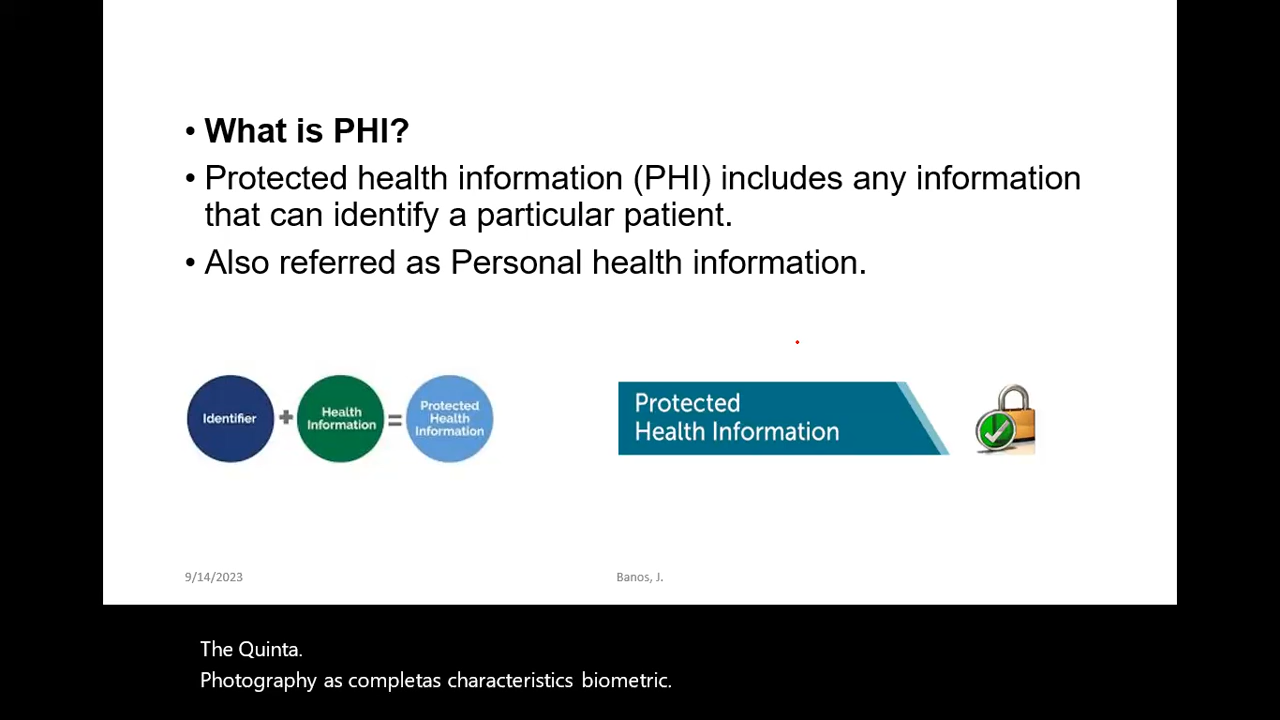 • What is PHI?
• Protected health information (PHI) includes any information
that can identify a particular patient.
• Also referred as Personal health information.
Identifier + Health Information = Protected Health Information
Protected
Health Information
9/14/2023
Banos, J.
The Quinta.
Photography as completas characteristics biometric.